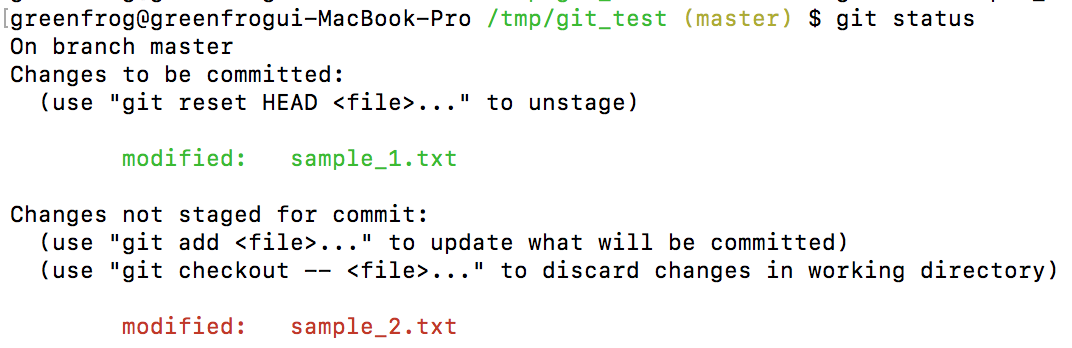 [greenfrog@greenfrogui-MacBook-Pro /tmp/git_test (master) $ git status
On branch master
Changes to be committed:
  (use "git reset HEAD <file>..." to unstage)
        modified:   sample_1.txt
Changes not staged for commit:
  (use "git add <file>..." to update what will be committed)
  (use "git checkout -- <file>..." to discard changes in working directory)
        modified:   sample_2.txt